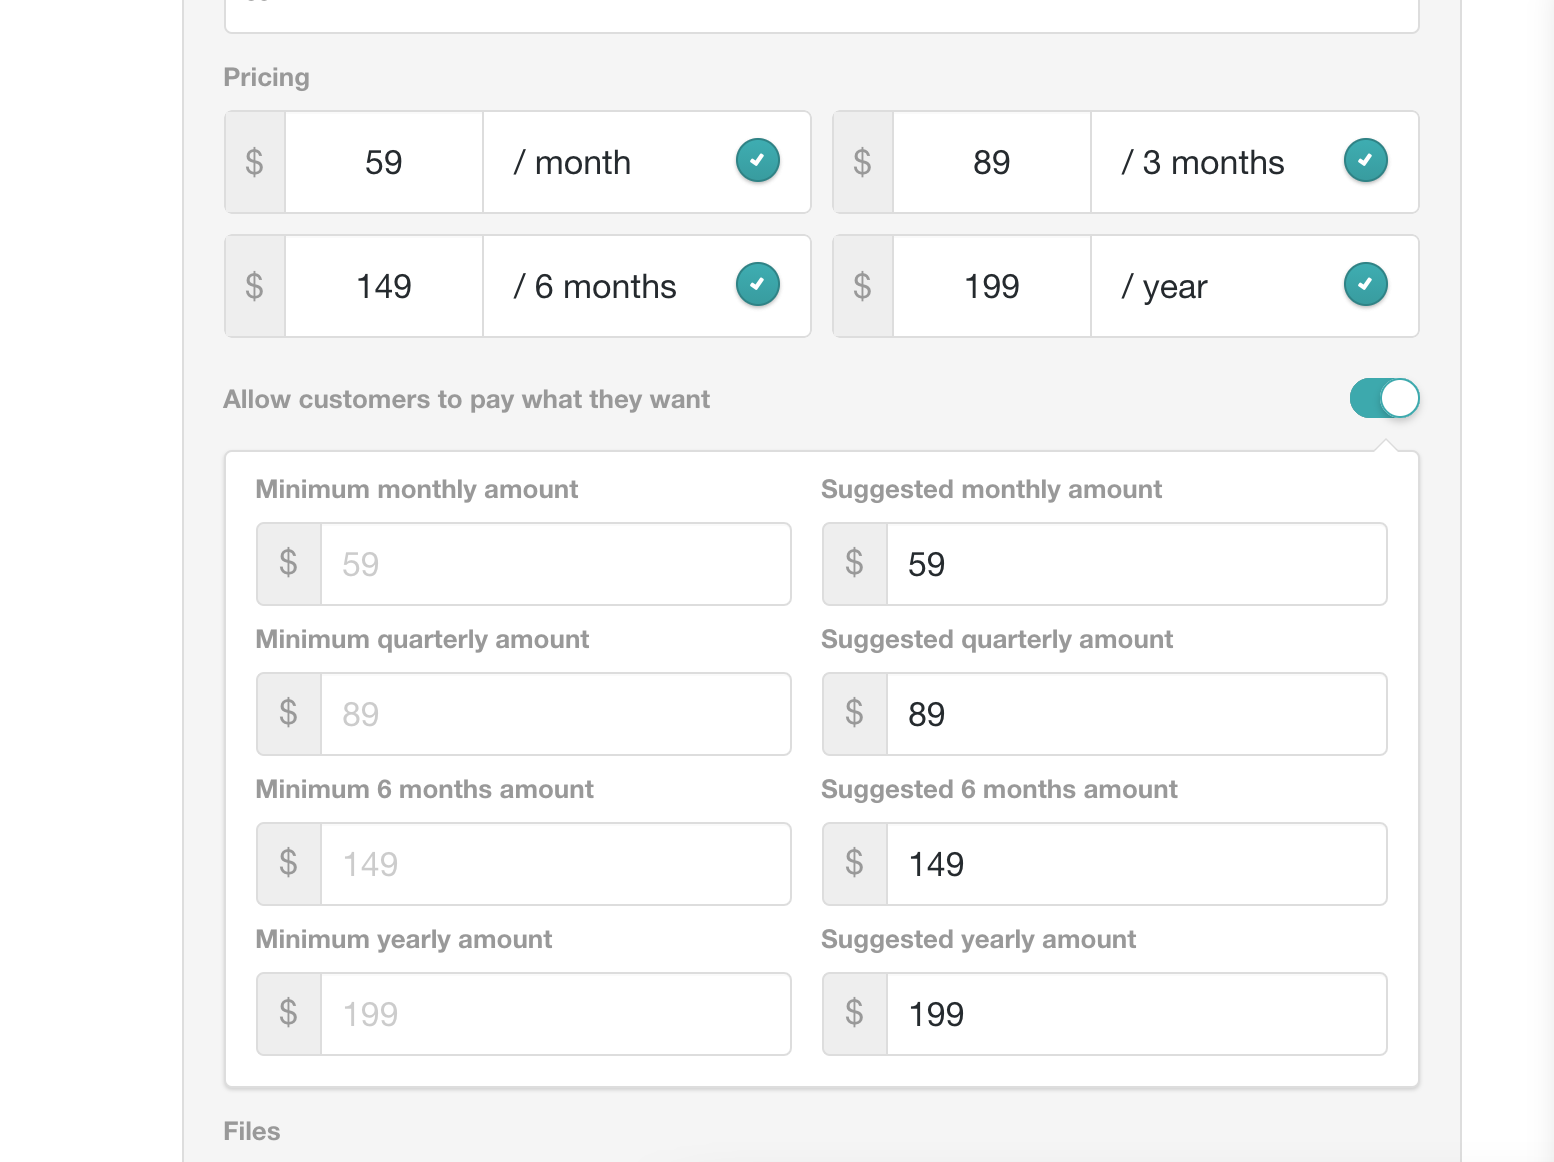 Pricing
$ 59 / month
$ 89 / 3 months
$ 149 / 6 months
$ 199 / year
Allow customers to pay what they want
Minimum monthly amount
Suggested monthly amount
$ 59
$ 59
Minimum quarterly amount
Suggested quarterly amount
$ 89
$ 89
Minimum 6 months amount
Suggested 6 months amount
$ 149
$ 149
Minimum yearly amount
Suggested yearly amount
$ 199
$ 199
Files